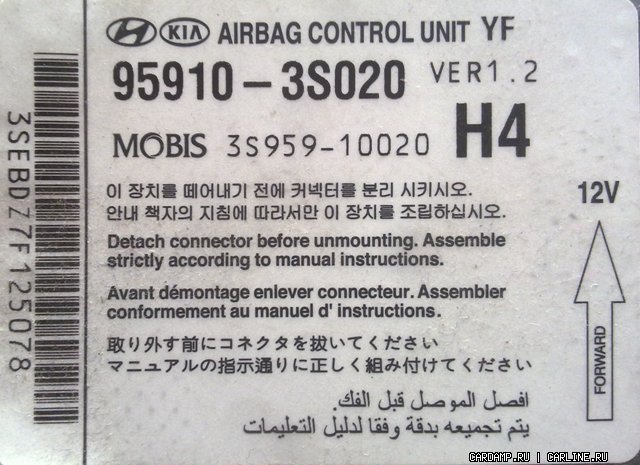 HYUNDAI KIA AIRBAG CONTROL UNIT YF
95910-3S020 VER1.2
MOBIS 3S959-10020 H4
3SEBDZ7F125078
이 장치를 떼어내기 전에 커넥터를 분리 시키시오.
안내 책자의 지침에 따라서만 이 장치를 조립하십시오.
12V
Detach connector before unmounting. Assemble
strictly according to manual instructions.
Avant démontage enlever connecteur. Assembler
conformement au manuel d' instructions.
FORWARD
取り外す前にコネクタを抜いてください
マニュアルの指示通りに正しく組み付けてください
افصل الموصل قبل الفك.
يتم تجميعه بدقة وفقا لدليل التعليمات
CARDAMP.RU | CARLINE.RU